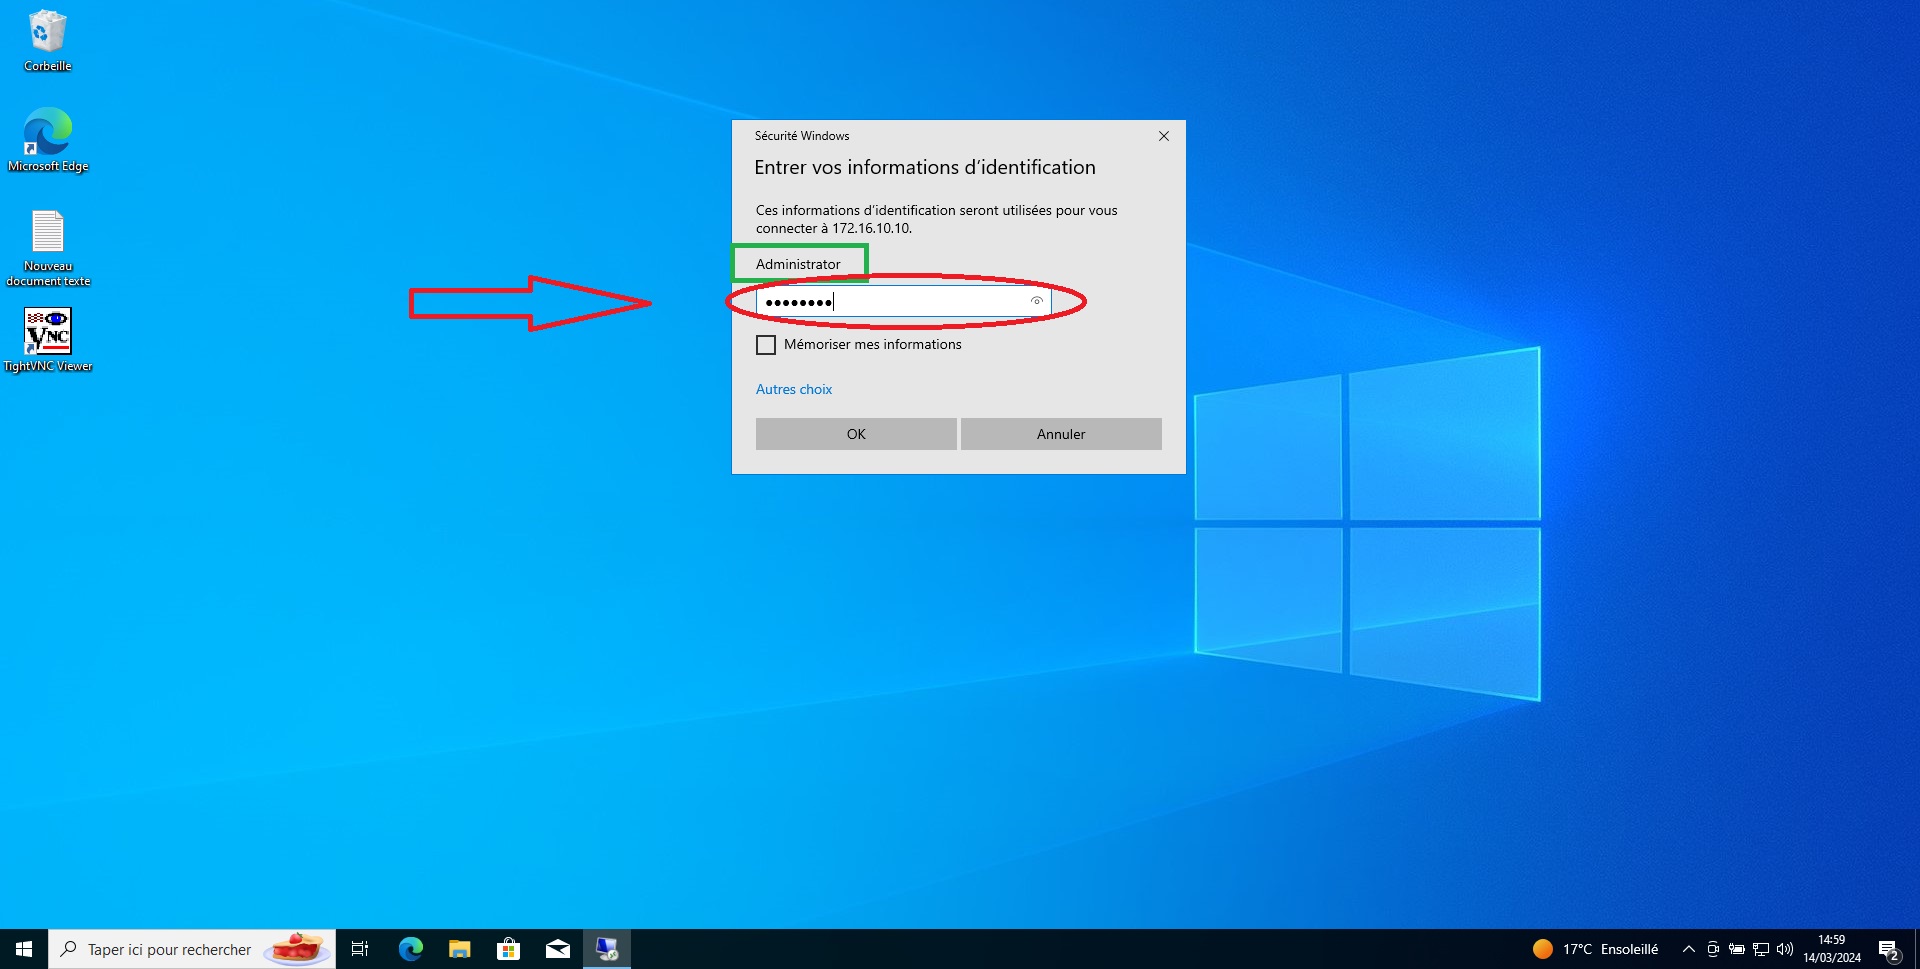 Corbeille
Microsoft Edge
Nouveau
document texte
VNC
TightVNC Viewer
Sécurité Windows
Entrer vos informations d’identification
Ces informations d’identification seront utilisées pour vous
connecter à 172.16.10.10.
Administrator
●●●●●●●●
Mémoriser mes informations
Autres choix
OK
Annuler
Taper ici pour rechercher
17°C Ensoleillé
14:59
14/03/2024
2